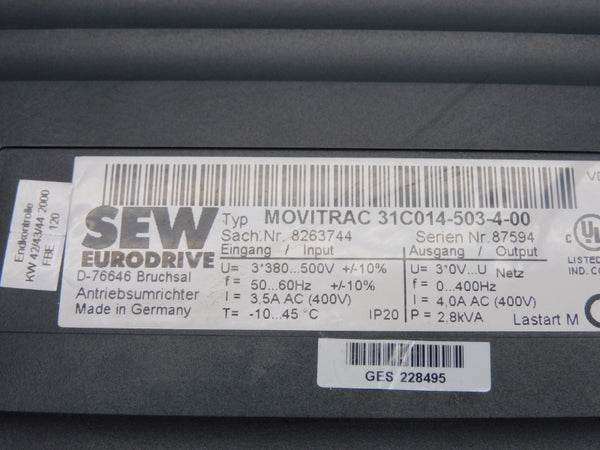 Endkontrolle
KW 42/43/44 2000
FBE 120
SEW
EURODRIVE
D-76646 Bruchsal
Antriebsumrichter
Made in Germany
Typ MOVITRAC 31C014-503-4-00
Sach.Nr. 8263744 Serien Nr. 87594
Eingang / Input Ausgang / Output
U= 3*380...500V +/-10% U = 3*0V...U Netz
f = 50...60Hz +/-10% f = 0...400Hz
I = 3,5A AC (400V) I = 4,0A AC (400V)
T= -10...45 °C IP20 P = 2.8kVA Lastart M
UL
LISTED
IND. CO
GES 228495